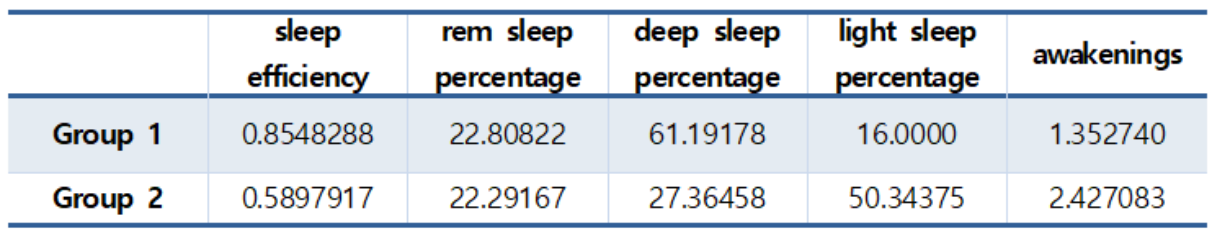 sleep efficiency rem sleep percentage deep sleep percentage light sleep percentage awakenings
Group 1 0.8548288 22.80822 61.19178 16.0000 1.352740
Group 2 0.5897917 22.29167 27.36458 50.34375 2.427083